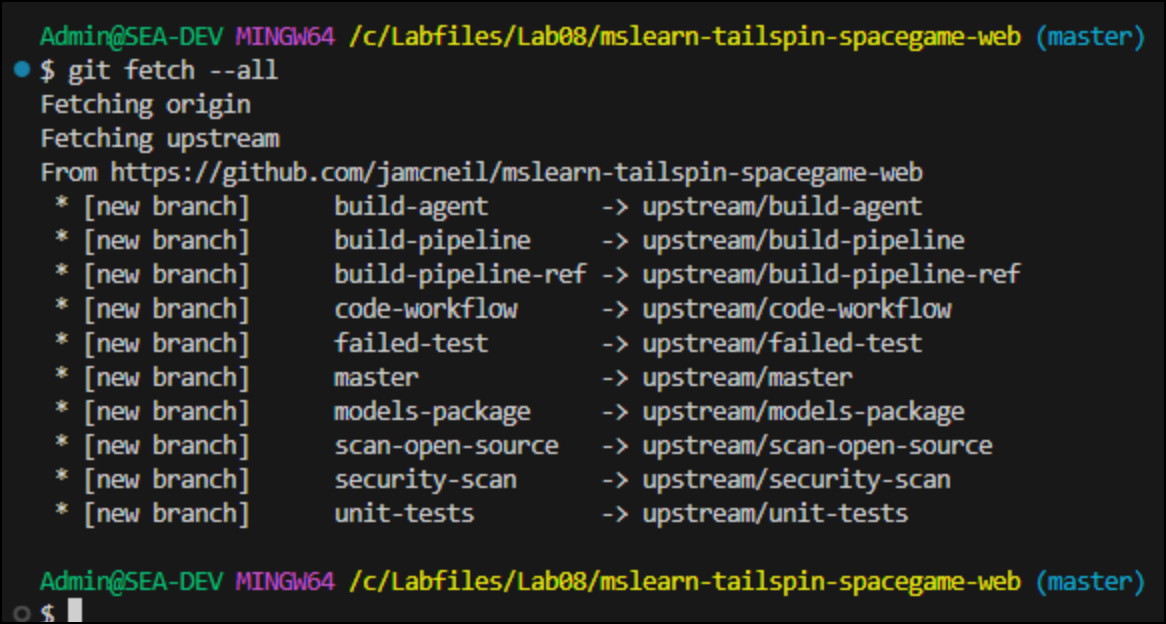 Admin@SEA-DEV MINGW64 /c/Labfiles/Lab08/mslearn-tailspin-spacegame-web (master)
$ git fetch --all
Fetching origin
Fetching upstream
From https://github.com/jamcneil/mslearn-tailspin-spacegame-web
 * [new branch]      build-agent        -> upstream/build-agent
 * [new branch]      build-pipeline     -> upstream/build-pipeline
 * [new branch]      build-pipeline-ref -> upstream/build-pipeline-ref
 * [new branch]      code-workflow      -> upstream/code-workflow
 * [new branch]      failed-test        -> upstream/failed-test
 * [new branch]      master             -> upstream/master
 * [new branch]      models-package     -> upstream/models-package
 * [new branch]      scan-open-source   -> upstream/scan-open-source
 * [new branch]      security-scan      -> upstream/security-scan
 * [new branch]      unit-tests         -> upstream/unit-tests
Admin@SEA-DEV MINGW64 /c/Labfiles/Lab08/mslearn-tailspin-spacegame-web (master)
$